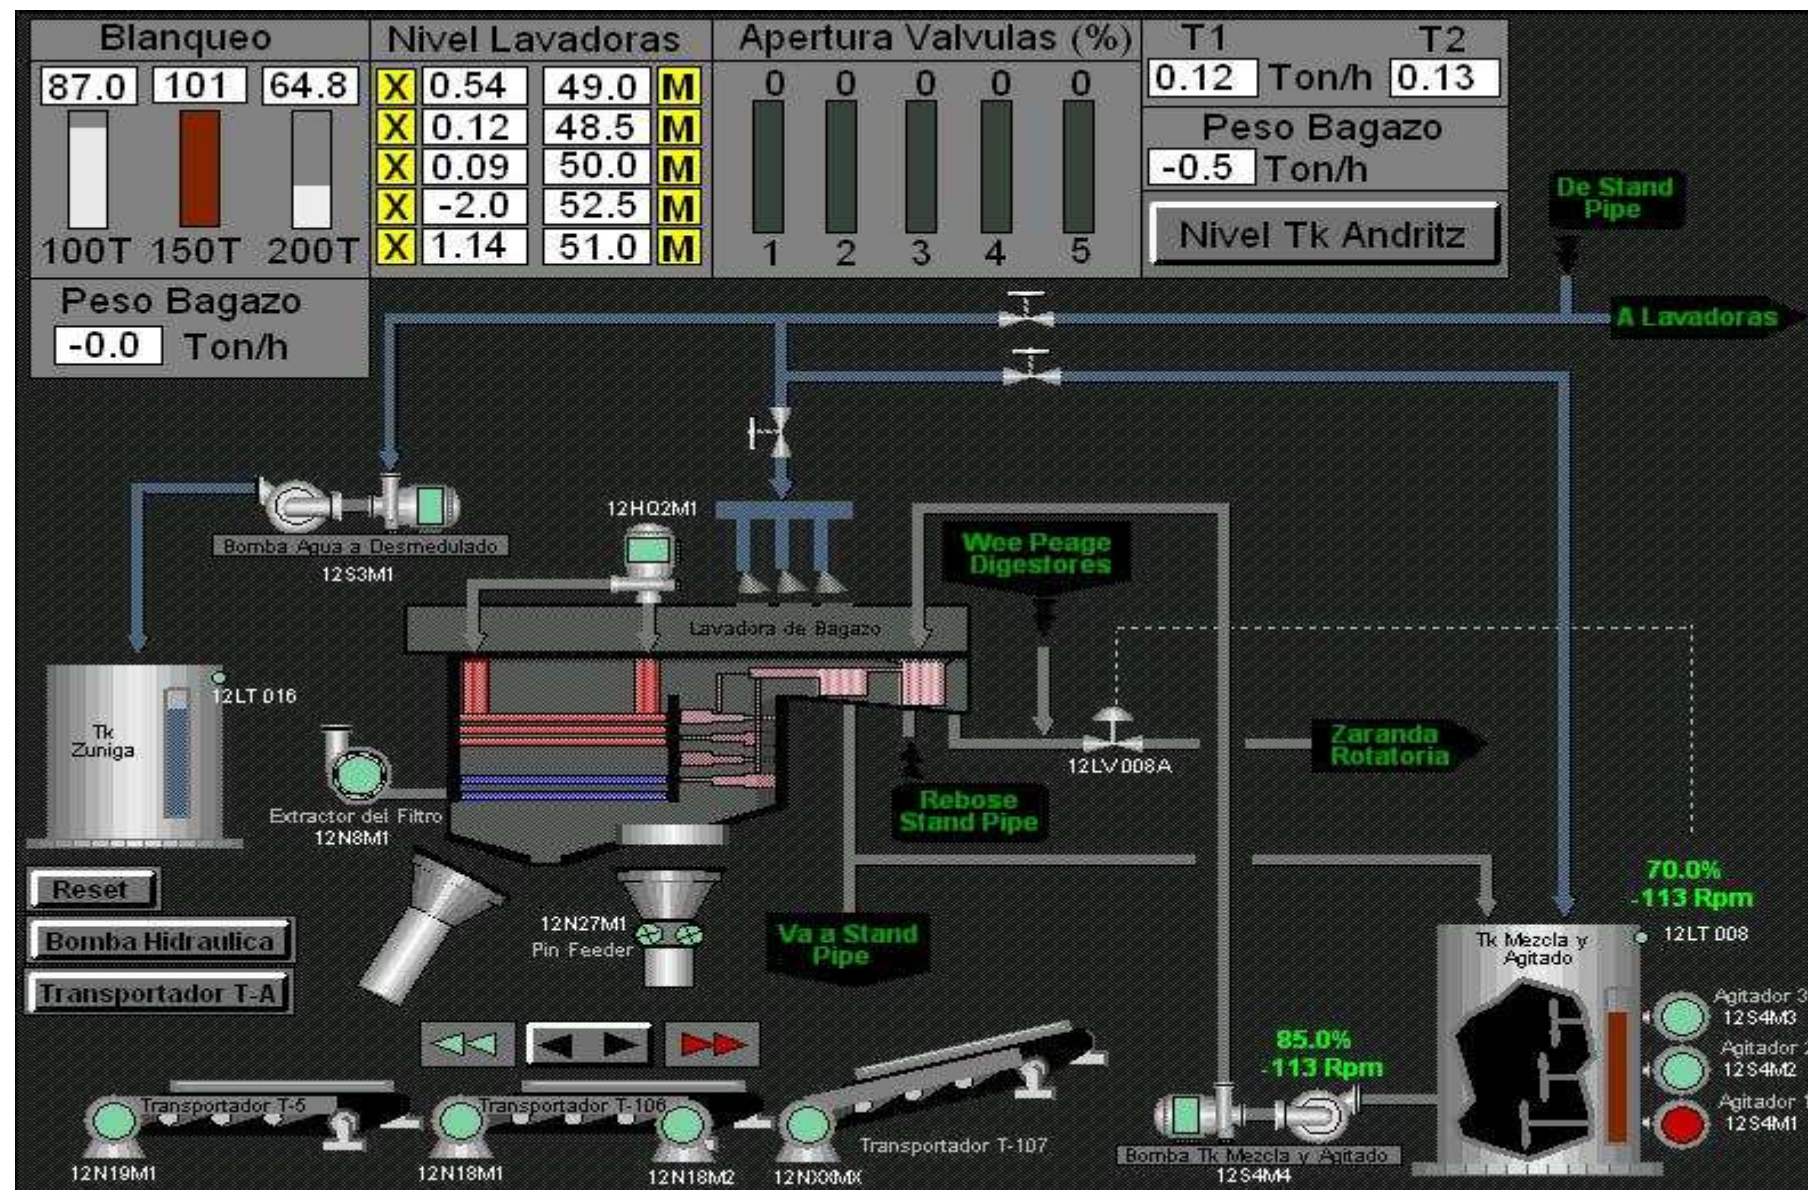 Blanqueo
87.0 101 64.8
100T 150T 200T
Peso Bagazo
-0.0 Ton/h
Nivel Lavadoras
X 0.54 49.0 M
X 0.12 48.5 M
X 0.09 50.0 M
X -2.0 52.5 M
X 1.14 51.0 M
Apertura Valvulas (%)
0 0 0 0 0
1 2 3 4 5
T1 T2
0.12 Ton/h 0.13
Peso Bagazo
-0.5 Ton/h
Nivel Tk Andritz
De Stand
Pipe
A Lavadoras
12HQ2M1
Bomba Agua a Desmedulado
12S3M1
Wee Peage
Digestores
Lavadora de Bagazo
12LT 016
Tk
Zuniga
Zaranda
Rotatoria
12LV008A
Rebose
Stand Pipe
Extractor del Filtro
12N8M1
Reset
Bomba Hidraulica
Transportador T-A
12N27M1
Pin Feeder
Va a Stand
Pipe
70.0%
-113 Rpm
12LT 008
Tk Mezcla y
Agitado
Agitador 3
12S4M3
Agitador 2
12S4M2
Agitador 1
12S4M1
85.0%
-113 Rpm
Bomba Tk Mezcla y Agitado
12S4M4
Transportador T-5
12N19M1
Transportador T-106
12N18M1
12N18M2
Transportador T-107
12NXXMX